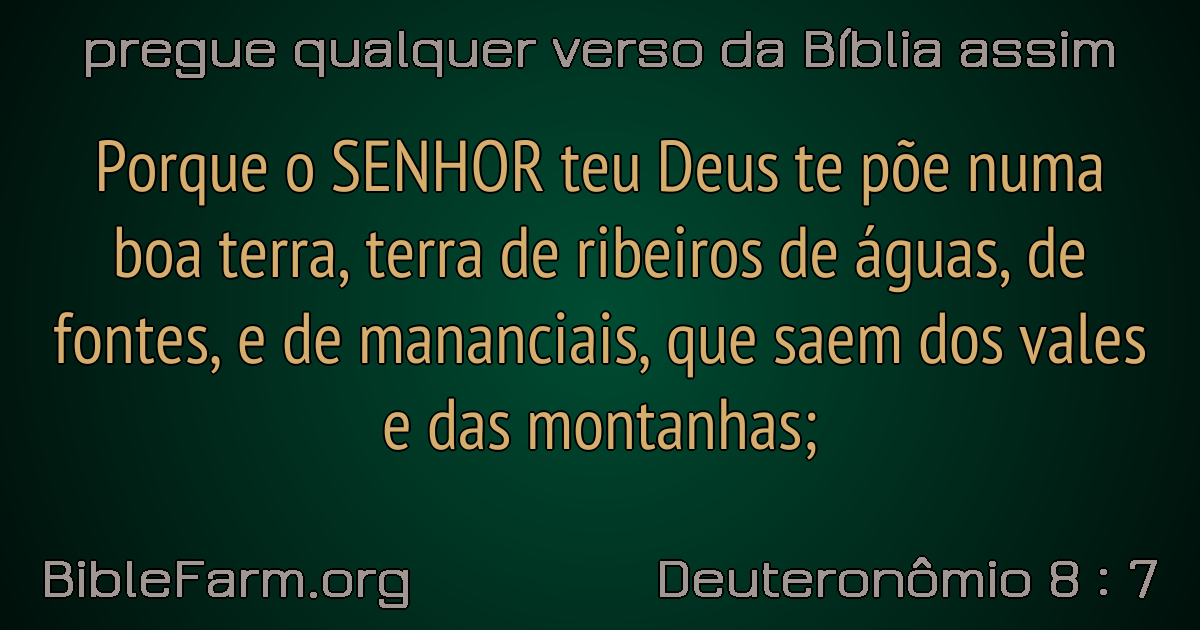 pregue qualquer verso da Bíblia assim
Porque o SENHOR teu Deus te põe numa
boa terra, terra de ribeiros de águas, de
fontes, e de mananciais, que saem dos vales
e das montanhas;
BibleFarm.org
Deuteronômio 8 : 7